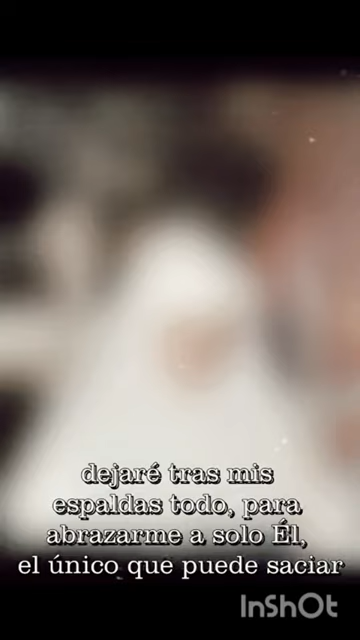 dejaré tras mis
espaldas todo, para
abrazarme a solo Él,
el único que puede saciar
InShOt